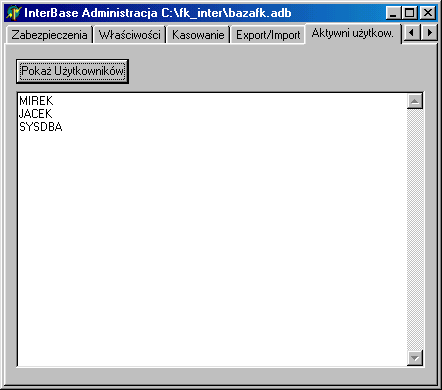 InterBase Administracja C:\fk_inter\bazafk.adb
Zabezpieczenia Właściwości Kasowanie Export/Import Aktywni użytkow.
Pokaż Użytkowników
MIREK
JACEK
SYSDBA